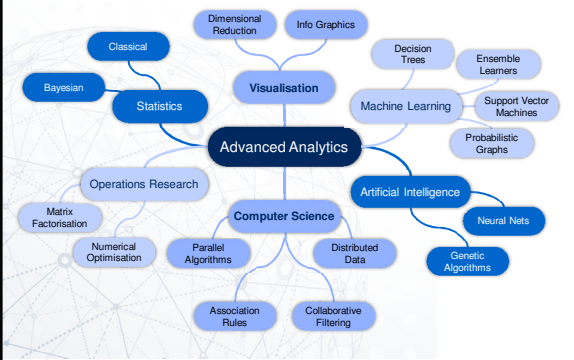 Dimensional
Reduction
Info Graphics
Classical
Decision
Trees
Ensemble
Learners
Bayesian
Visualisation
Statistics
Machine Learning
Support Vector
Machines
Probabilistic
Graphs
Advanced Analytics
Operations Research
Artificial Intelligence
Matrix
Factorisation
Computer Science
Neural Nets
Numerical
Optimisation
Parallel
Algorithms
Distributed
Data
Genetic
Algorithms
Association
Rules
Collaborative
Filtering